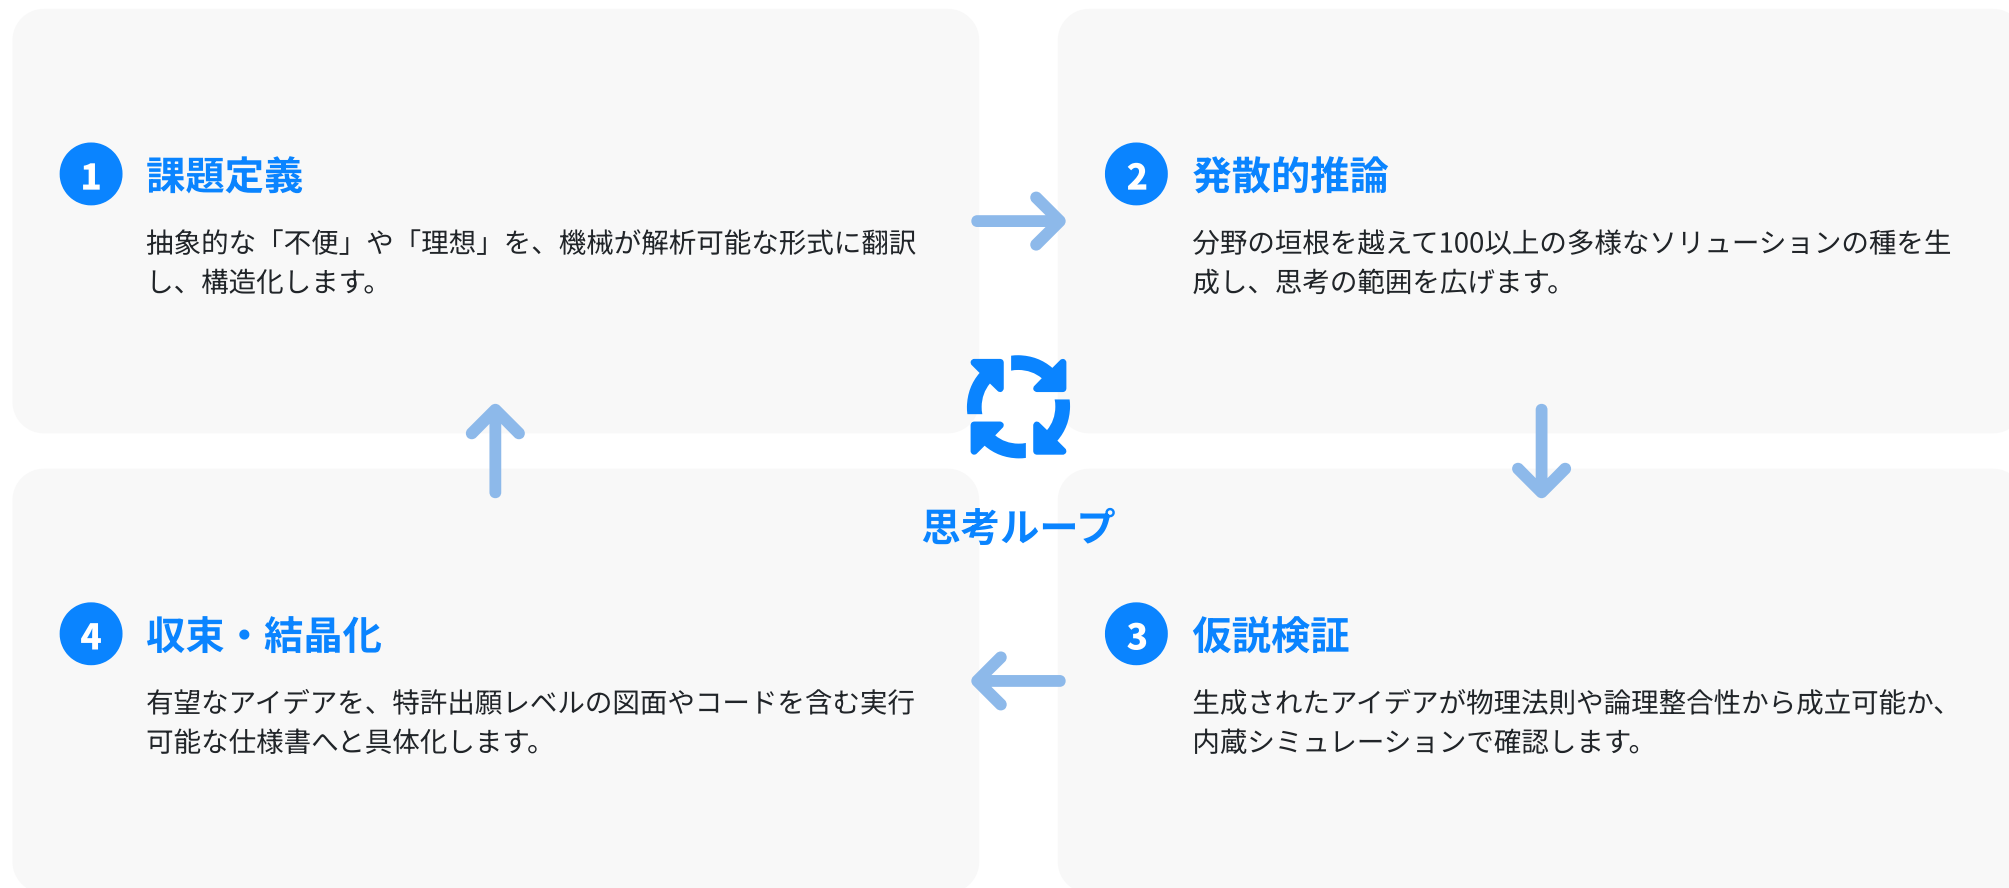 1 課題定義
抽象的な「不便」や「理想」を、機械が解析可能な形式に翻訳
し、構造化します。
2 発散的推論
分野の垣根を越えて100以上の多様なソリューションの種を生
成し、思考の範囲を広げます。
思考ループ
3 仮説検証
生成されたアイデアが物理法則や論理整合性から成立可能か、
内蔵シミュレーションで確認します。
4 収束・結晶化
有望なアイデアを、特許出願レベルの図面やコードを含む実行
可能な仕様書へと具体化します。